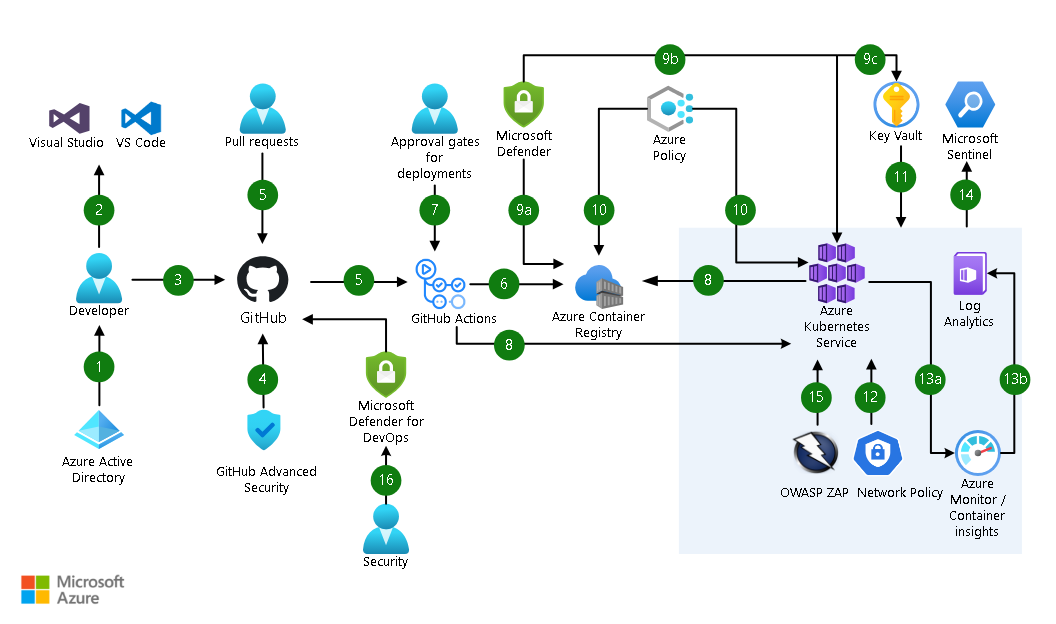 9b
9c
Visual Studio
VS Code
Pull requests
Approval gates
for
deployments
Microsoft
Defender
Azure
Policy
Key Vault
Microsoft
Sentinel
2
5
7
9a
10
10
11
14
Developer
3
GitHub
5
GitHub Actions
6
Azure Container
Registry
8
Azure
Kubernetes
Service
Log
Analytics
8
1
4
Microsoft
Defender for
DevOps
15
12
13a
13b
Azure Active
Directory
GitHub Advanced
Security
16
Security
OWASP ZAP
Network Policy
Azure
Monitor /
Container
insights
Microsoft
Azure